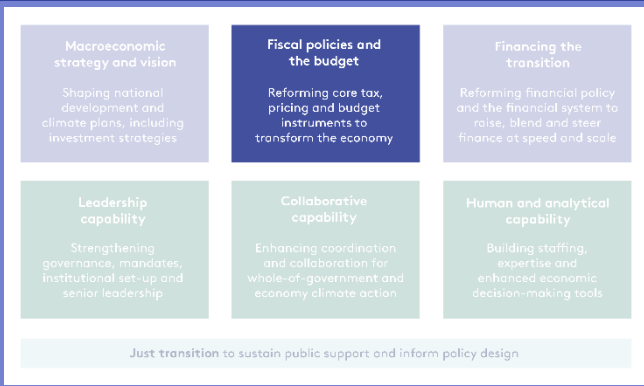 Macroeconomic
strategy and vision
Shaping national
development and
climate plans, including
investment strategies
Fiscal policies and
the budget
Reforming core tax,
pricing and budget
instruments to
transform the economy
Financing the
transition
Reforming financial policy
and the financial system to
raise, blend and steer
finance at speed and scale
Leadership
capability
Strengthening
governance, mandates,
institutional set-up and
senior leadership
Collaborative
capability
Enhancing coordination
and collaboration for
whole-of-government and
economy climate action
Human and analytical
capability
Building staffing,
expertise and
enhanced economic
decision-making tools
Just transition to sustain public support and inform policy design